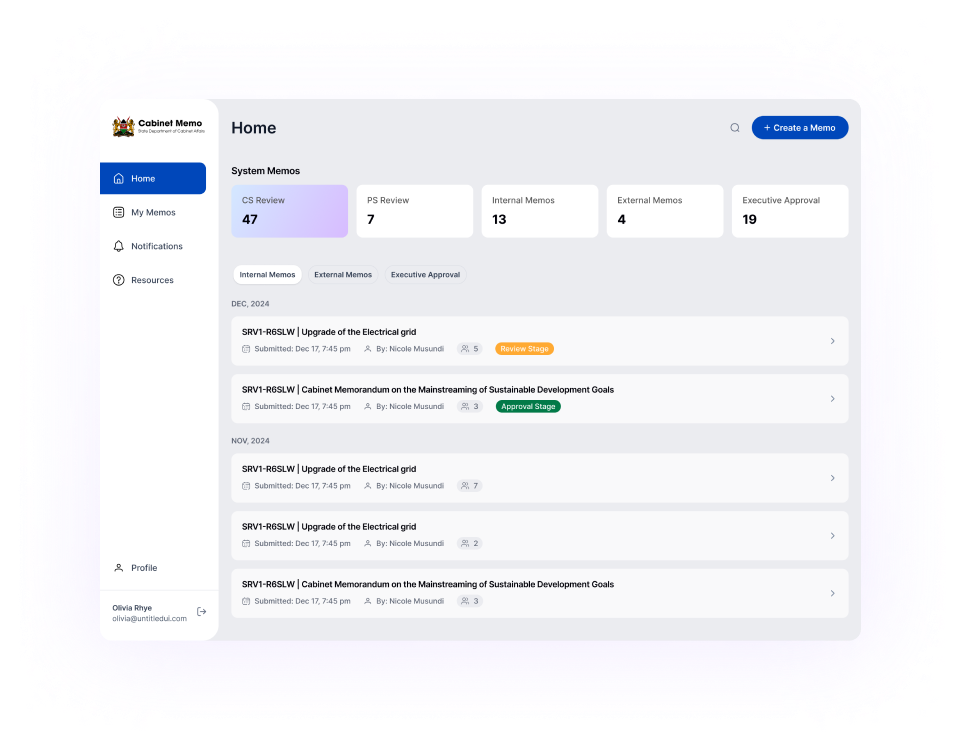 Cabinet Memo
State Department of Cabinet Affairs
Home
My Memos
Notifications
Resources
Profile
Olivia Rhye
olivia@untitledui.com
Home
+ Create a Memo
System Memos
CS Review
47
PS Review
7
Internal Memos
13
External Memos
4
Executive Approval
19
Internal Memos
External Memos
Executive Approval
DEC, 2024
SRV1-R6SLW | Upgrade of the Electrical grid
Submitted: Dec 17, 7:45 pm By: Nicole Musundi 5 Review Stage
SRV1-R6SLW | Cabinet Memorandum on the Mainstreaming of Sustainable Development Goals
Submitted: Dec 17, 7:45 pm By: Nicole Musundi 3 Approval Stage
NOV, 2024
SRV1-R6SLW | Upgrade of the Electrical grid
Submitted: Dec 17, 7:45 pm By: Nicole Musundi 7
SRV1-R6SLW | Upgrade of the Electrical grid
Submitted: Dec 17, 7:45 pm By: Nicole Musundi 2
SRV1-R6SLW | Cabinet Memorandum on the Mainstreaming of Sustainable Development Goals
Submitted: Dec 17, 7:45 pm By: Nicole Musundi 3